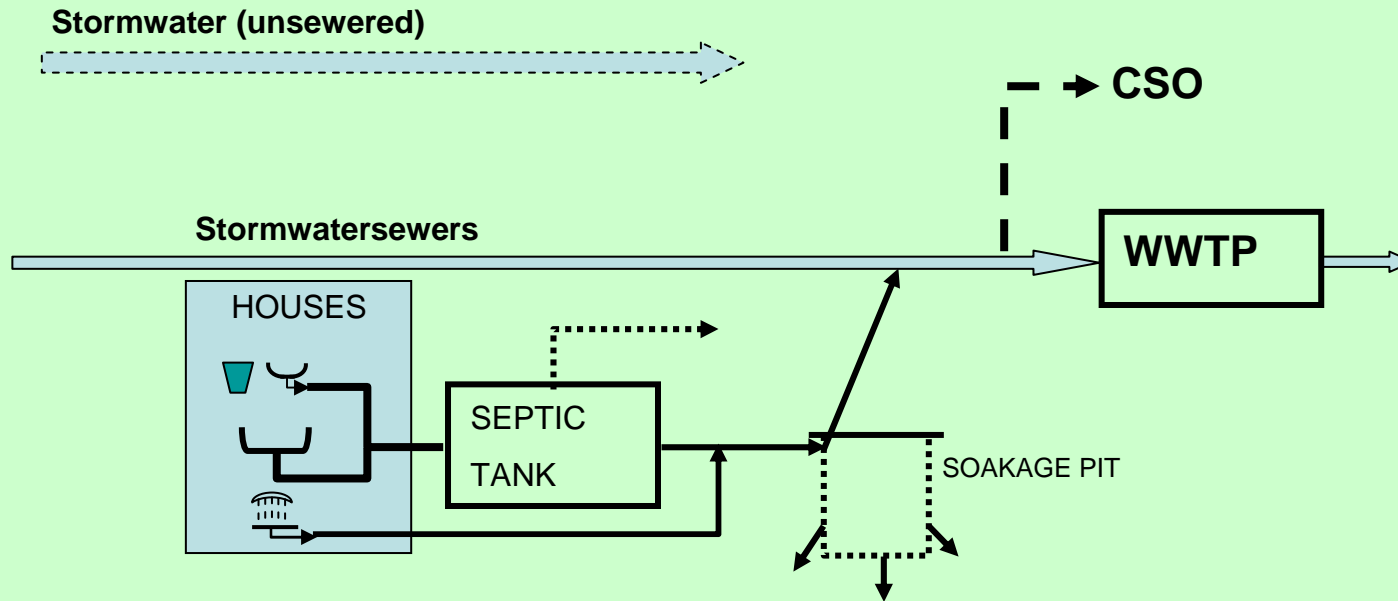 Stormwater (unsewered)
CSO
Stormwatersewers
WWTP
HOUSES
SEPTIC
TANK
SOAKAGE PIT